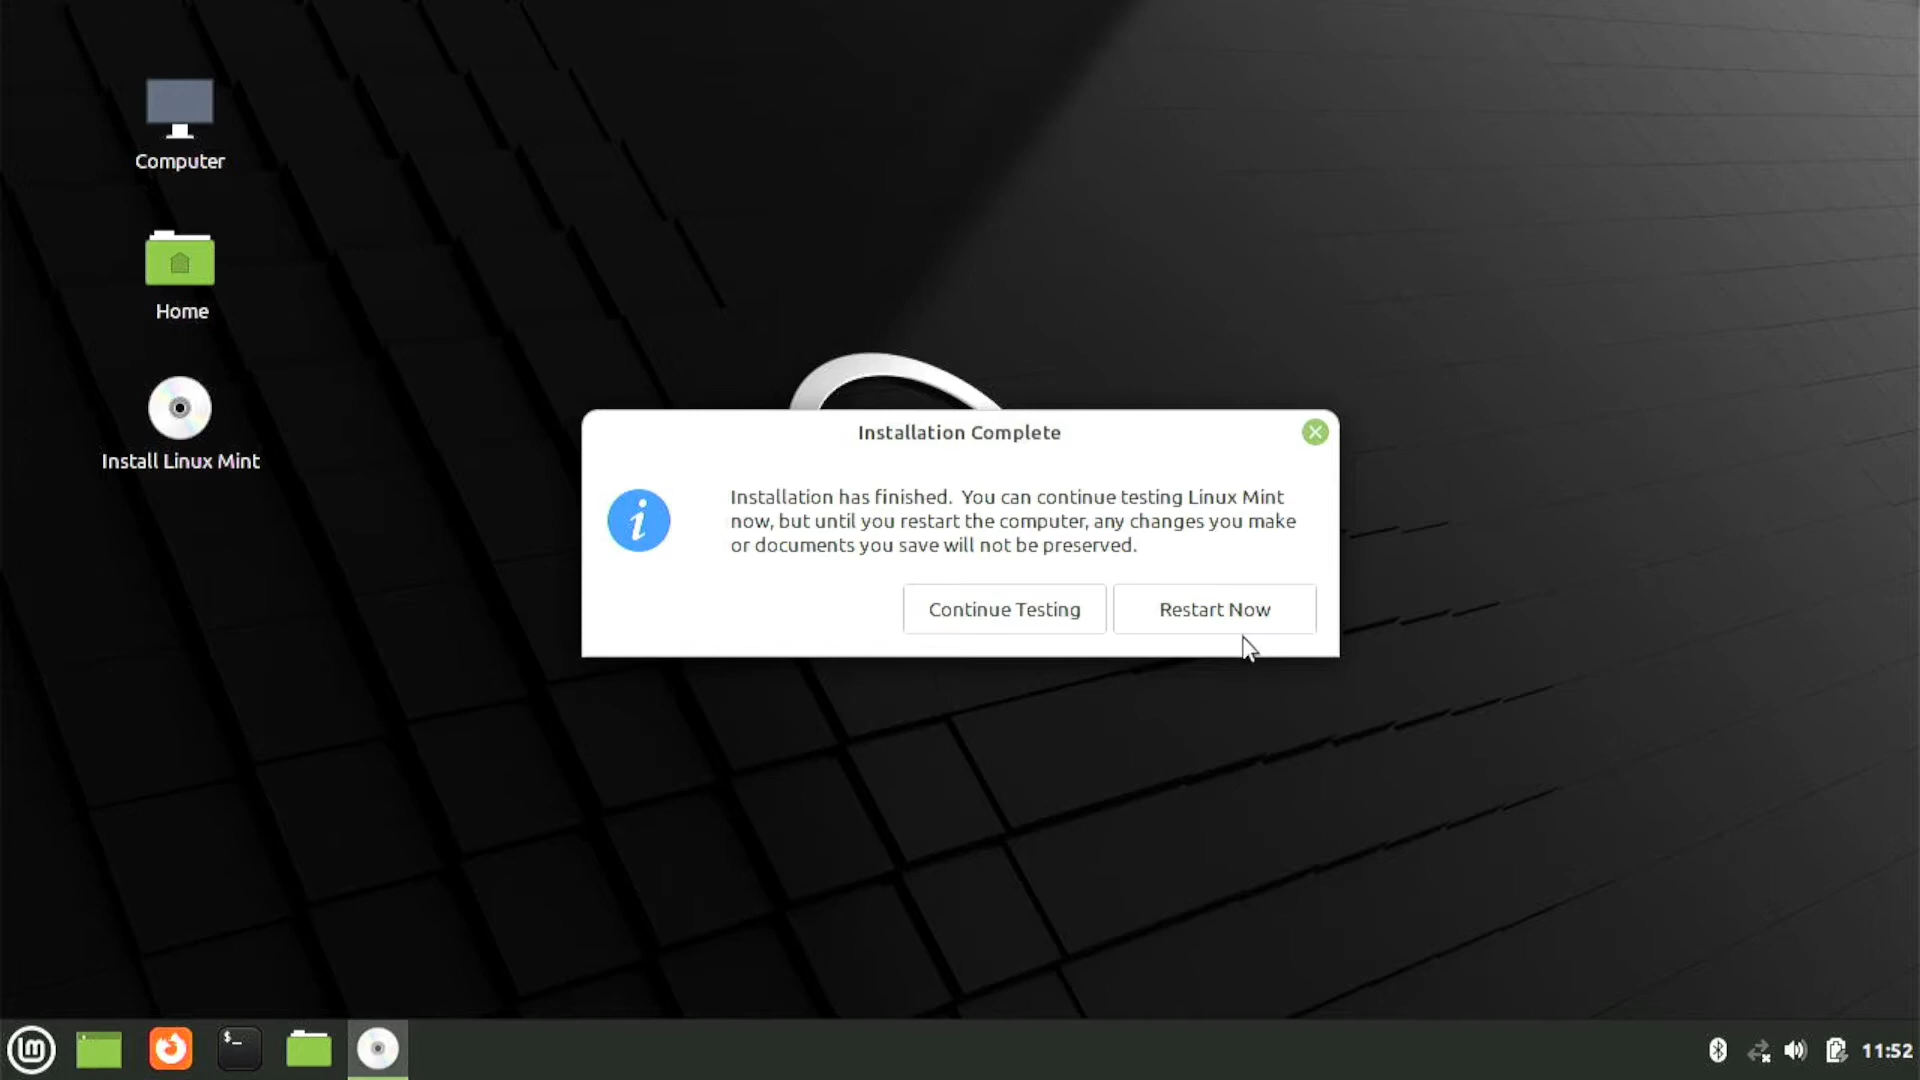 Computer
Home
Install Linux Mint
Installation Complete
Installation has finished. You can continue testing Linux Mint
now, but until you restart the computer, any changes you make
or documents you save will not be preserved.
Continue Testing
Restart Now
$_
11:52